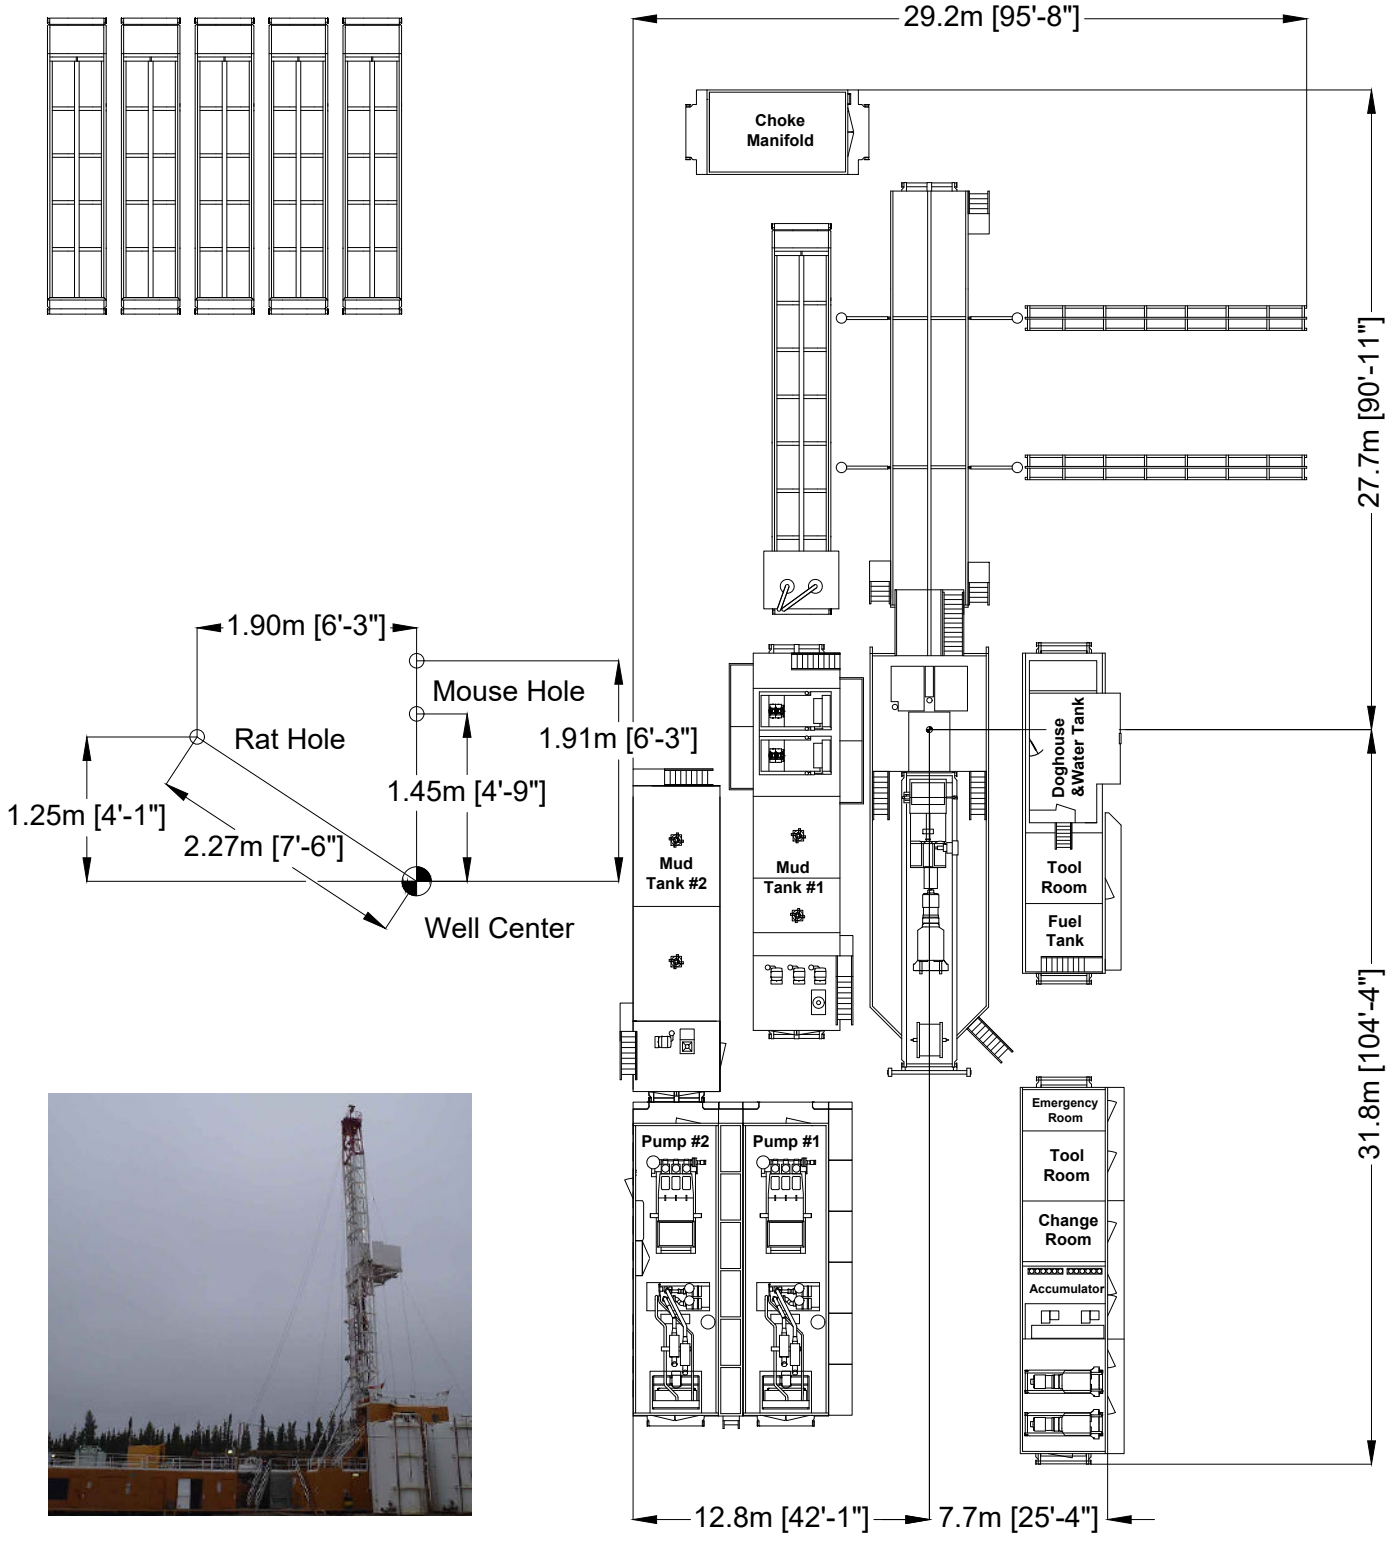 29.2m [95'-8"]
Choke
Manifold
27.7m [90'-11"]
1.90m [6'-3"]
Mouse Hole
Rat Hole
1.91m [6'-3"]
1.45m [4'-9"]
1.25m [4'-1"]
2.27m [7'-6"]
Well Center
Doghouse
&Water Tank
Mud
Tank #2
Mud
Tank #1
Tool
Room
Fuel
Tank
31.8m [104'-4"]
Emergency
Room
Pump #2
Pump #1
Tool
Room
Change
Room
Accumulator
12.8m [42'-1"]
7.7m [25'-4"]